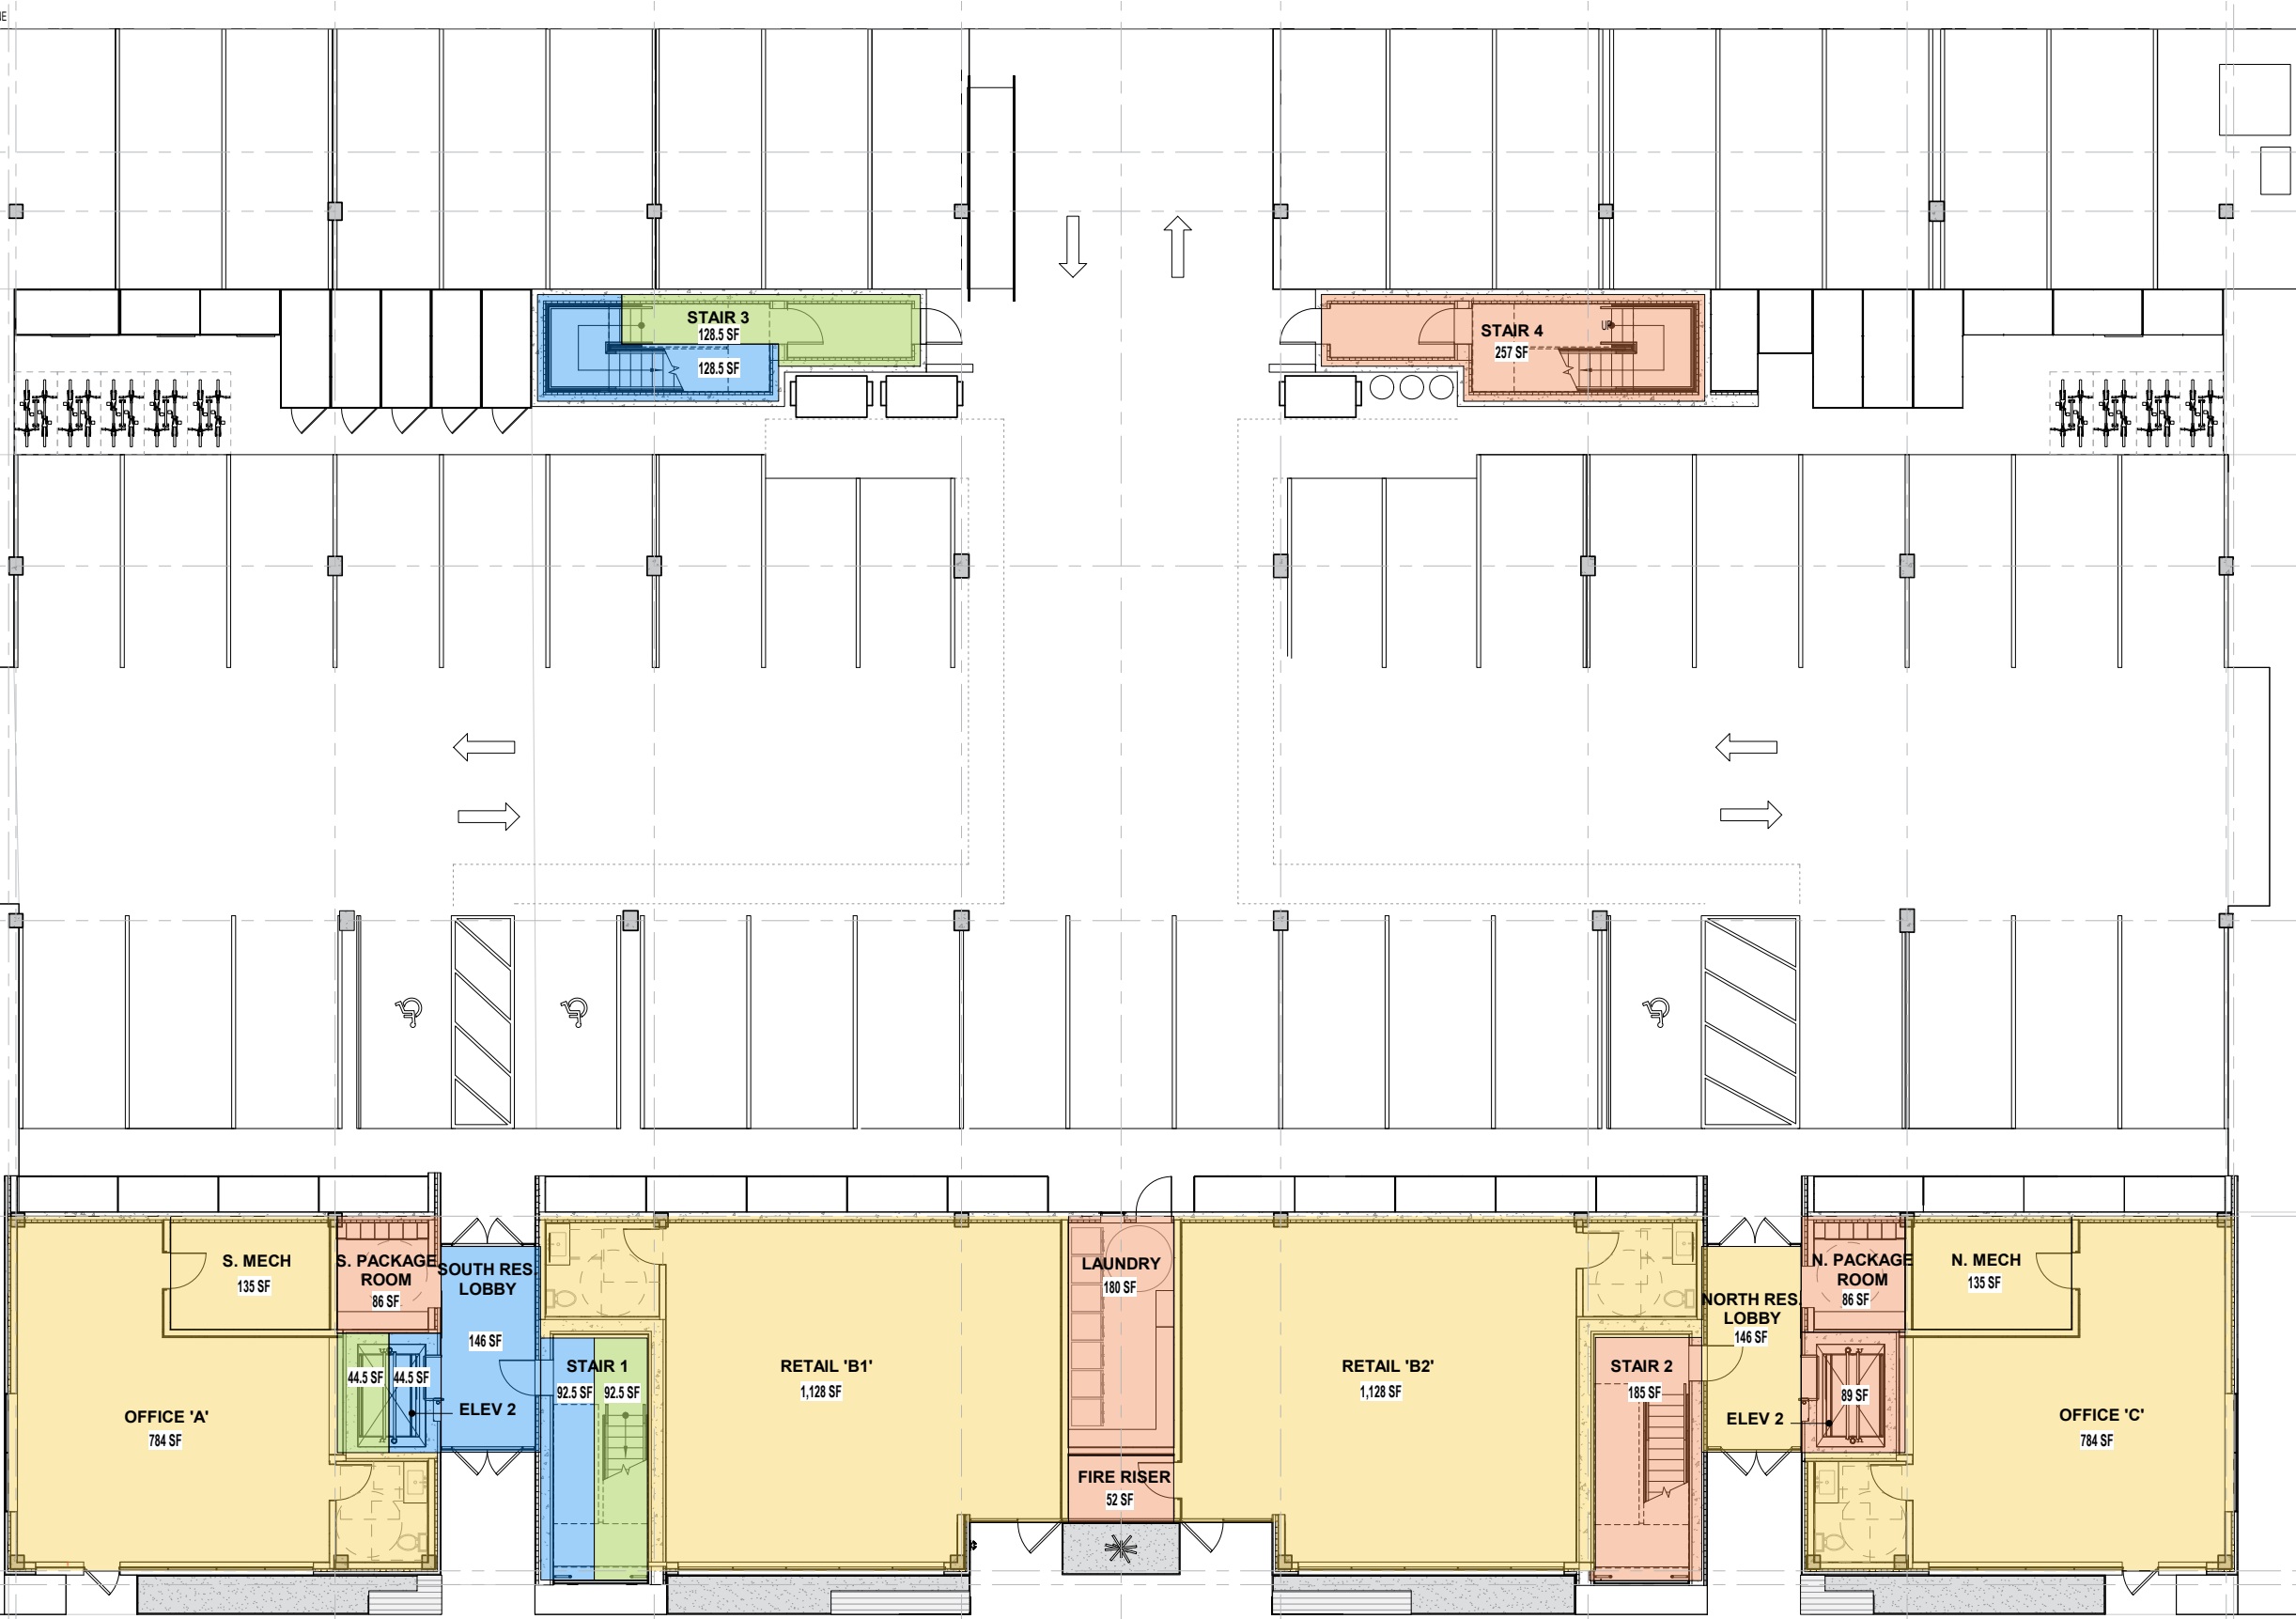 NE
STAIR 3
128.5 SF
128.5 SF
STAIR 4
257 SF
UP
S. MECH
135 SF
S. PACKAGE
ROOM
86 SF
SOUTH RES.
LOBBY
146 SF
44.5 SF
44.5 SF
ELEV 2
STAIR 1
92.5 SF
92.5 SF
OFFICE 'A'
784 SF
RETAIL 'B1'
1,128 SF
LAUNDRY
180 SF
FIRE RISER
52 SF
RETAIL 'B2'
1,128 SF
STAIR 2
185 SF
NORTH RES.
LOBBY
146 SF
ELEV 2
N. PACKAGE
ROOM
86 SF
89 SF
N. MECH
135 SF
OFFICE 'C'
784 SF